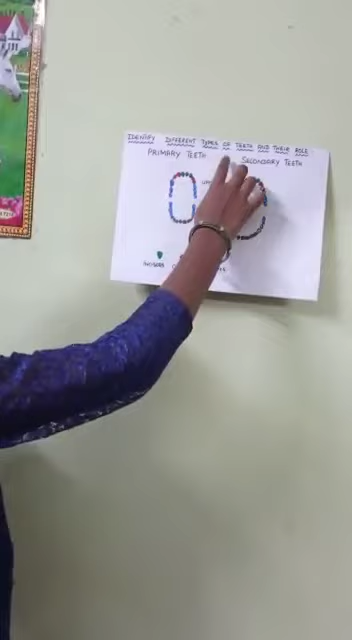 IDENTIFY DIFFERENT TYPES OF TEETH AND THEIR ROLE
PRIMARY TEETH
SECONDARY TEETH